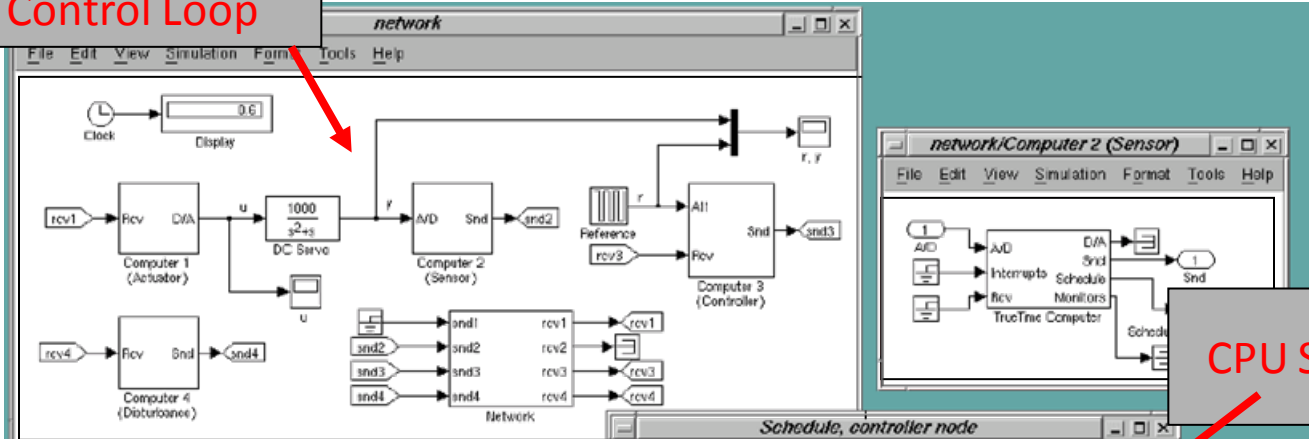 Control Loop
network
File Edit View Simulation Format Tools Help
Clock
0.6
Display
r, y
rcv1
Rcv D/A
Computer 1
(Actuator)
u
1000
s²+s
DC Servo
y
A/D Snd
Computer 2
(Sensor)
snd2
Reference
r
rcv3
Rcv
Snd
Computer 3
(Controller)
snd3
u
rcv4
Rcv Snd
Computer 4
(Disturbance)
snd4
snd1 rcv1
snd2 rcv2
snd3 rcv3
snd4 rcv4
Network
snd2
snd3
snd4
rcv1
rcv3
rcv4
network/Computer 2 (Sensor)
File Edit View Simulation Format Tools Help
1
A/D
A/D D/A
Snd
Interrupts Schedule
Rcv Monitors
TrueTime Computer
1
Snd
CPU S
Schedule, controller node